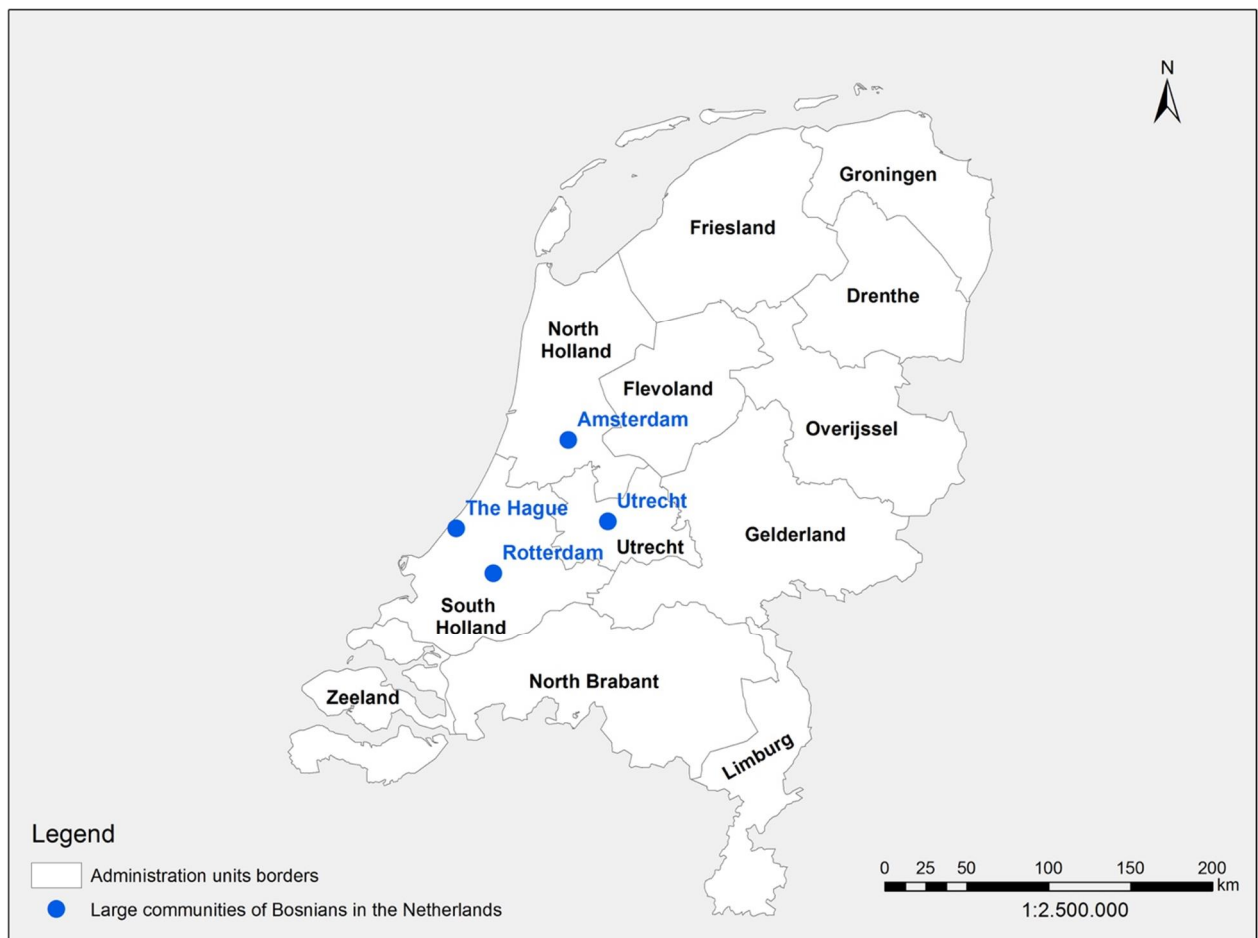 N
Groningen
Friesland
Drenthe
North
Holland
Flevoland
Amsterdam
Overijssel
The Hague
Utrecht
Gelderland
Rotterdam
Utrecht
South
Holland
North Brabant
Zeeland
Limburg
Legend
Administration units borders
Large communities of Bosnians in the Netherlands
0 25 50 100 150 200
km
1:2.500.000